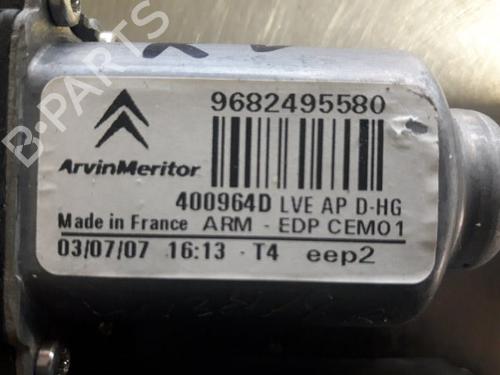 9682495580
ArvinMeritor
400964D LVE AP D-HG
Made in France ARM - EDP CEM01
03/07/07 16:13 - T4 eep2
B-PARTS